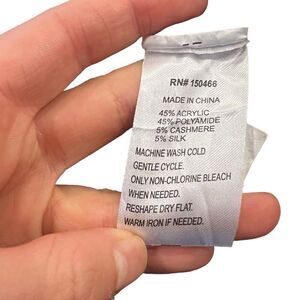 RN# 150466
MADE IN CHINA
45% ACRYLIC
45% POLYAMIDE
5% CASHMERE
5% SILK
MACHINE WASH COLD
GENTLE CYCLE.
ONLY NON-CHLORINE BLEACH
WHEN NEEDED.
RESHAPE DRY FLAT.
WARM IRON IF NEEDED.